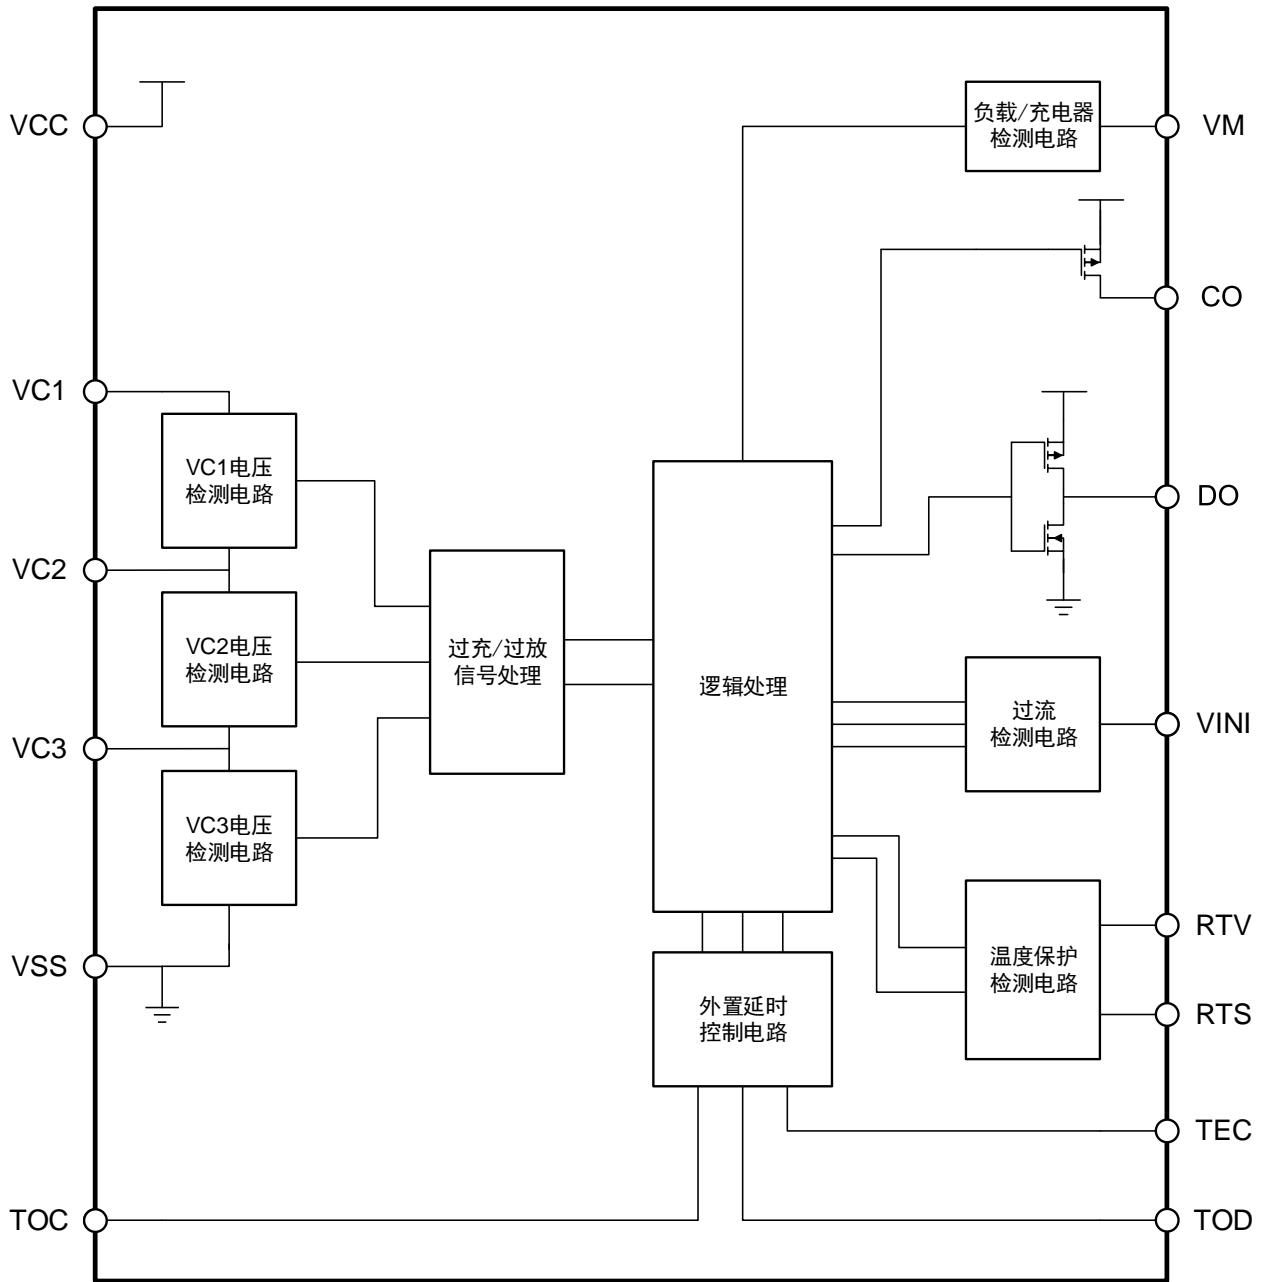 VCC
负载/充电器
检测电路
VM
CO
VC1
VC1电压
检测电路
DO
VC2
VC2电压
检测电路
过充/过放
信号处理
逻辑处理
过流
检测电路
VINI
VC3
VC3电压
检测电路
RTV
VSS
温度保护
检测电路
外置延时
控制电路
RTS
TEC
TOC
TOD